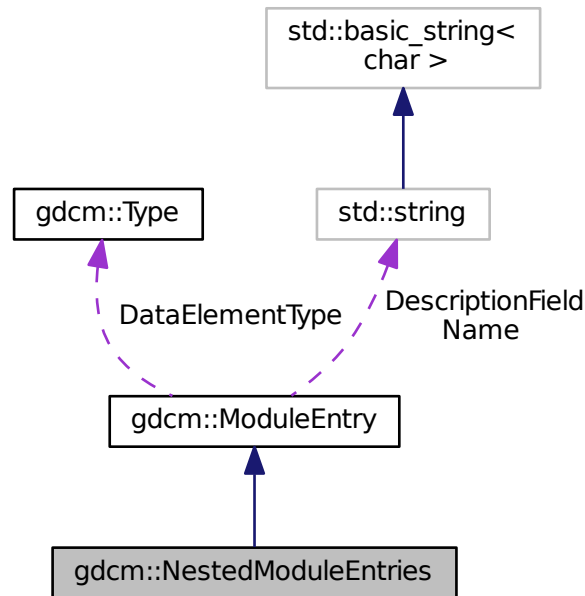 std::basic_string<
char >
gdcm::Type
std::string
DataElementType
DescriptionField
Name
gdcm::ModuleEntry
gdcm::NestedModuleEntries